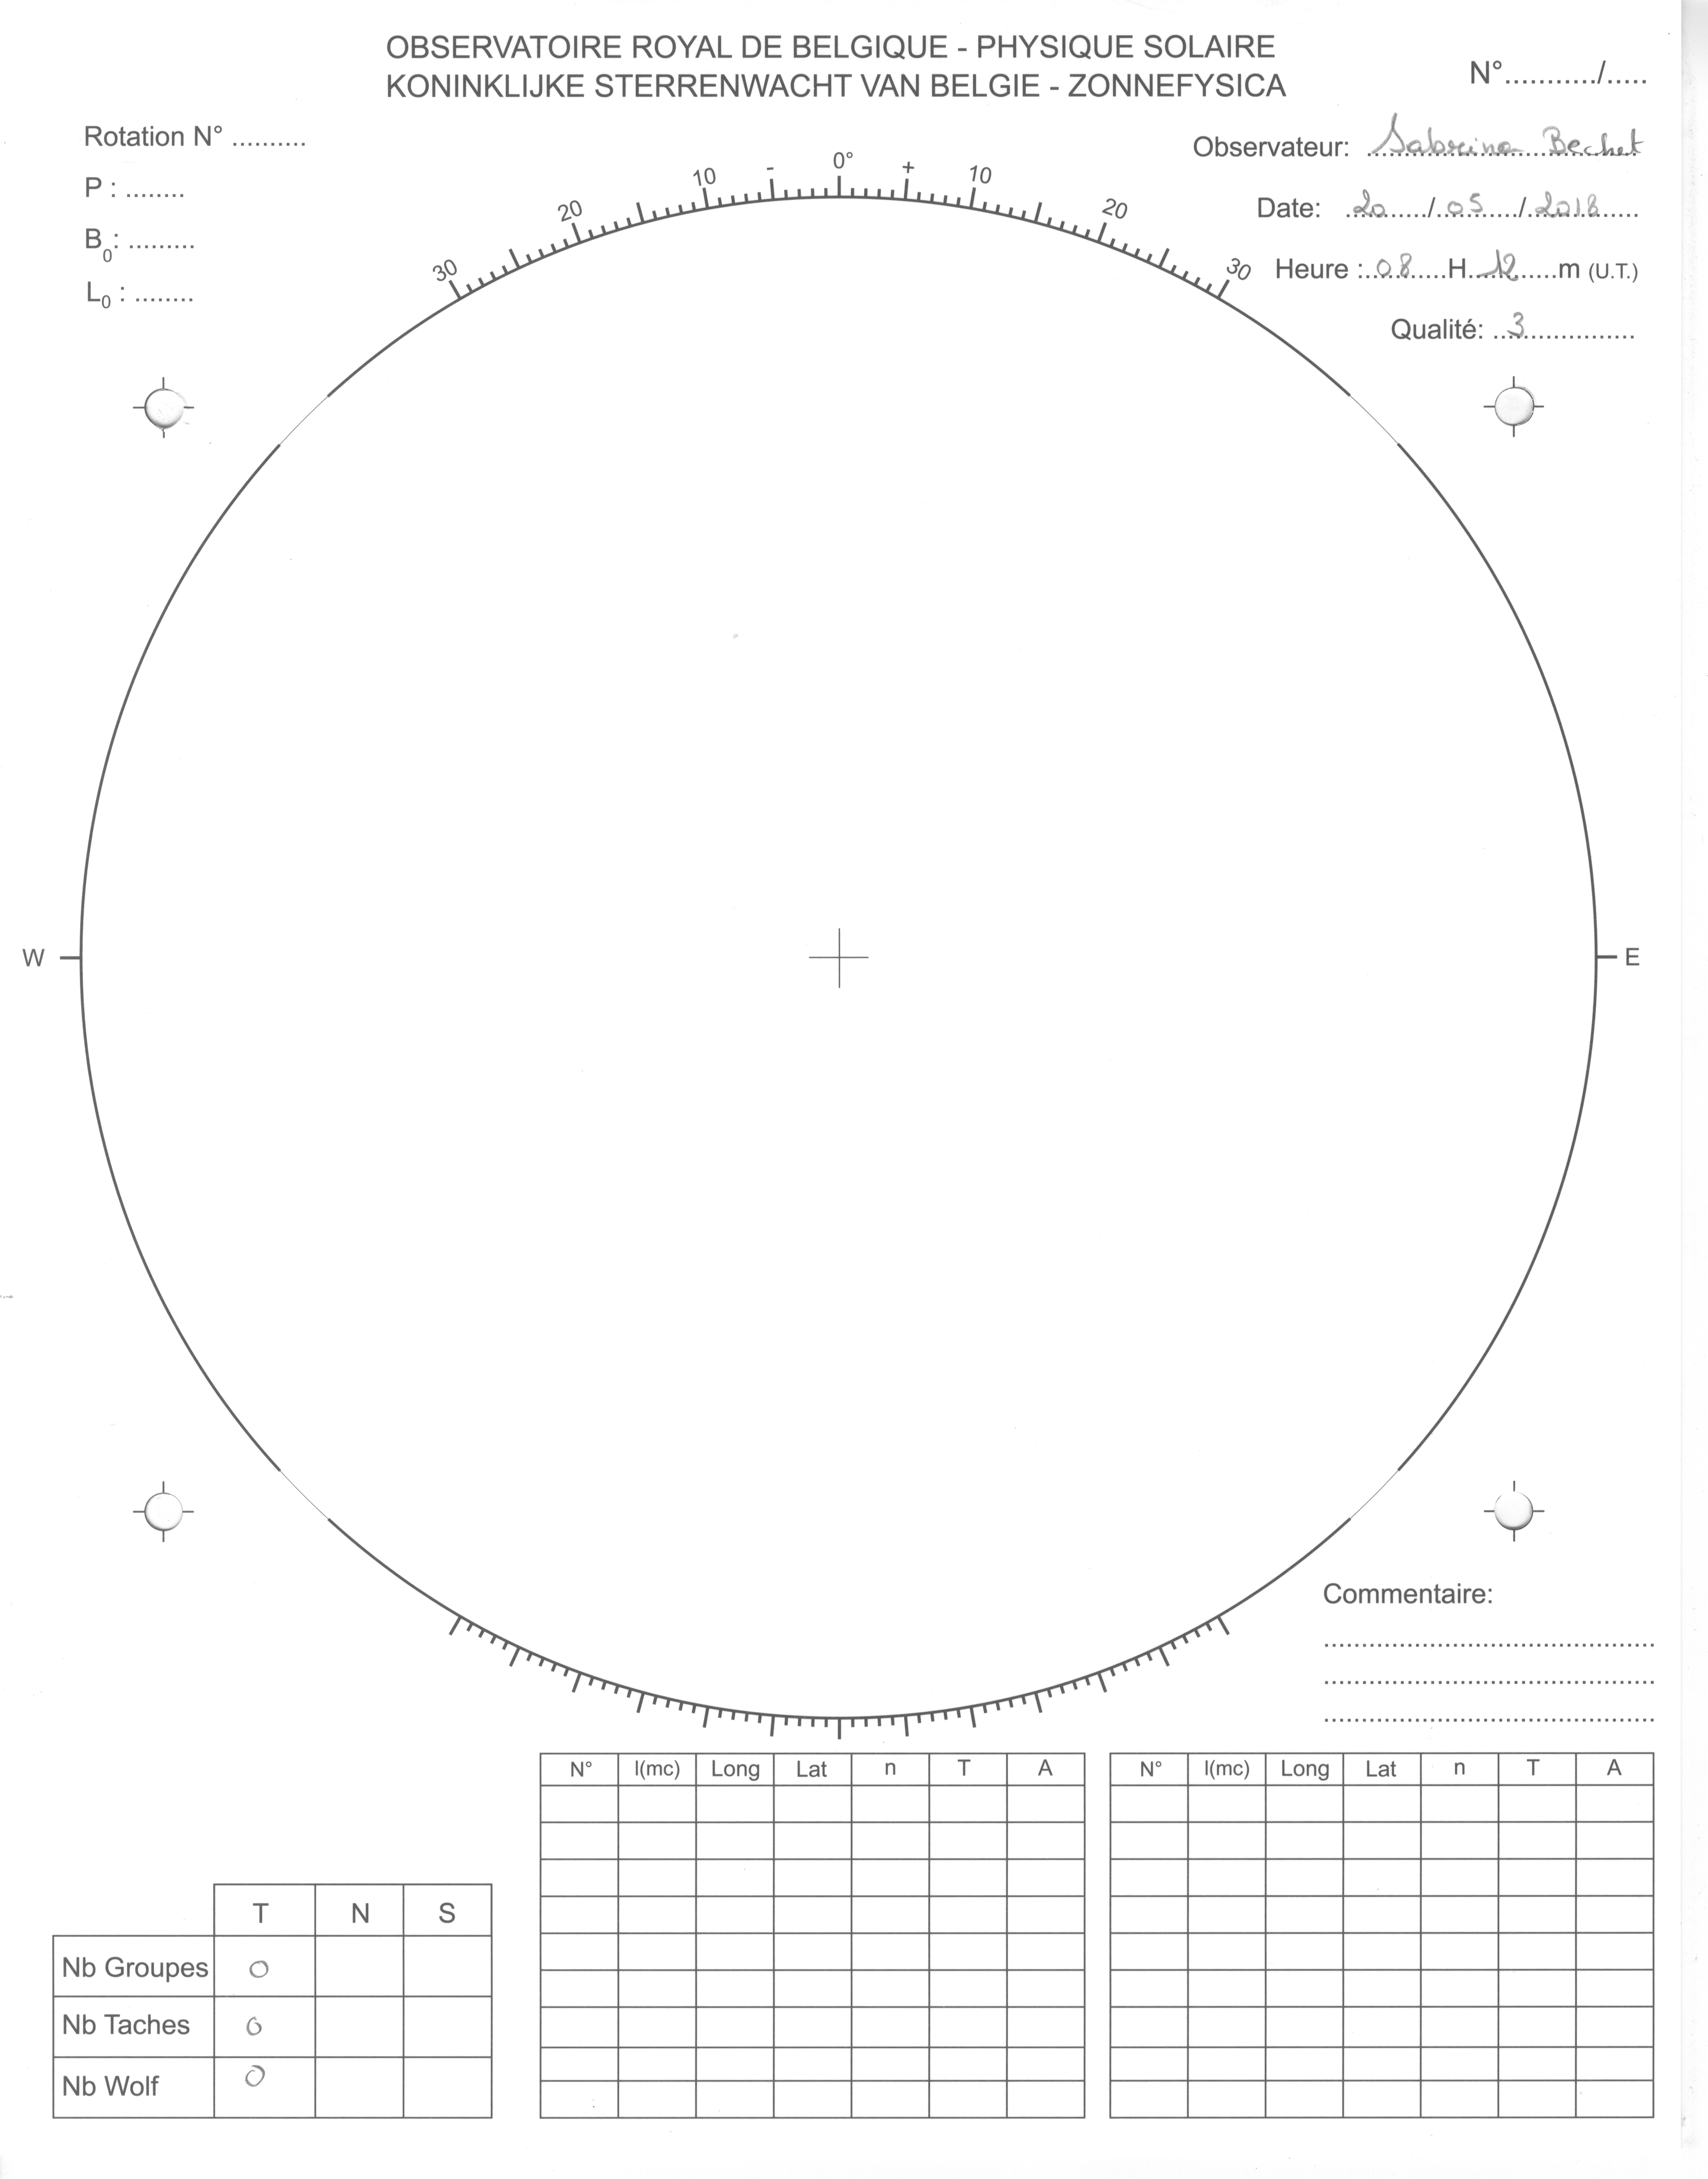 OBSERVATOIRE ROYAL DE BELGIQUE - PHYSIQUE SOLAIRE
KONINKLIJKE STERRENWACHT VAN BELGIE - ZONNEFYSICA
N°.........../.....
Rotation N° ..........
P : ........
B0: .........
L0 : ........
Observateur: Sabrina Bechet
Date: 20/05/2018
Heure : 08 H 12 m (U.T.)
Qualité: 3
30 20 10 - 0° + 10 20 30
W E
Commentaire:
N° l(mc) Long Lat n T A
N° l(mc) Long Lat n T A
T N S
Nb Groupes 0
Nb Taches 0
Nb Wolf 0